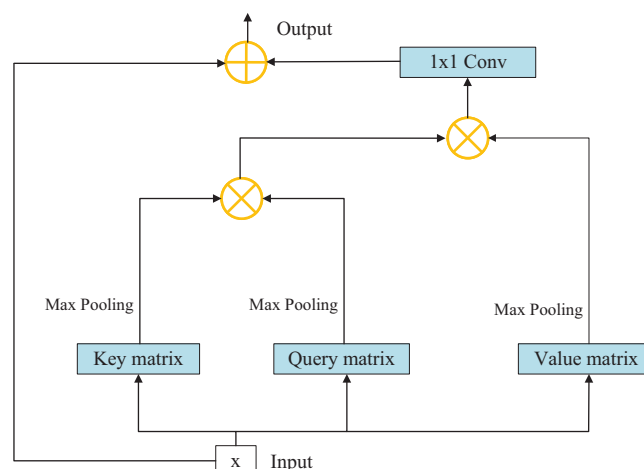 Output
1x1 Conv
Max Pooling
Max Pooling
Max Pooling
Key matrix
Query matrix
Value matrix
x
Input